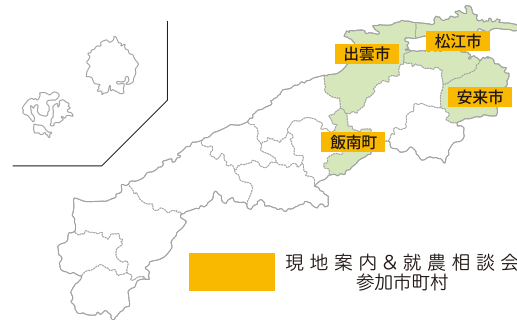 松江市
出雲市
安来市
飯南町
現地案内&就農相談会
参加市町村